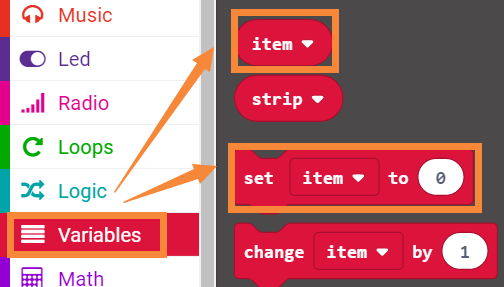 Music
Led
Radio
Loops
Logic
Variables
Math
item
strip
set item to 0
change item by 1